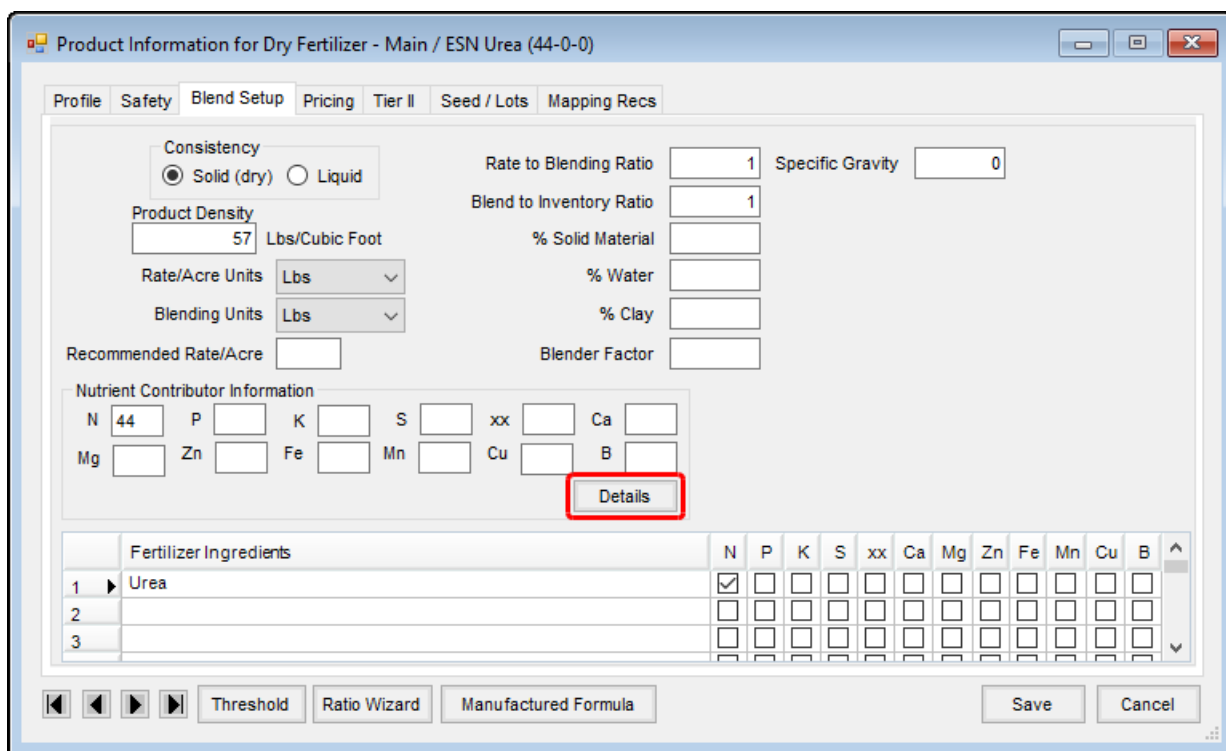 Product Information for Dry Fertilizer - Main / ESN Urea (44-0-0)
Profile Safety Blend Setup Pricing Tier II Seed / Lots Mapping Recs
Consistency
Solid (dry) Liquid
Rate to Blending Ratio 1 Specific Gravity 0
Product Density
57 Lbs/Cubic Foot
Blend to Inventory Ratio 1
% Solid Material
Rate/Acre Units Lbs
% Water
Blending Units Lbs
% Clay
Recommended Rate/Acre
Blender Factor
Nutrient Contributor Information
N 44 P K S xx Ca
Mg Zn Fe Mn Cu B
Details
Fertilizer Ingredients N P K S xx Ca Mg Zn Fe Mn Cu B
1 Urea
2
3
Threshold Ratio Wizard Manufactured Formula Save Cancel